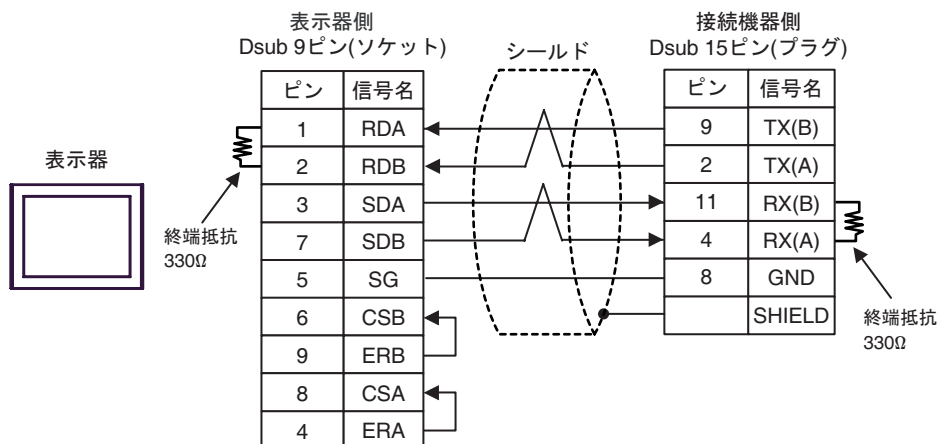 表示器側
Dsub 9ピン(ソケット)
シールド
接続機器側
Dsub 15ピン(プラグ)
表示器
ピン 信号名
1 RDA
2 RDB
3 SDA
7 SDB
5 SG
6 CSB
9 ERB
8 CSA
4 ERA
終端抵抗
330Ω
ピン 信号名
9 TX(B)
2 TX(A)
11 RX(B)
4 RX(A)
8 GND
SHIELD
終端抵抗
330Ω